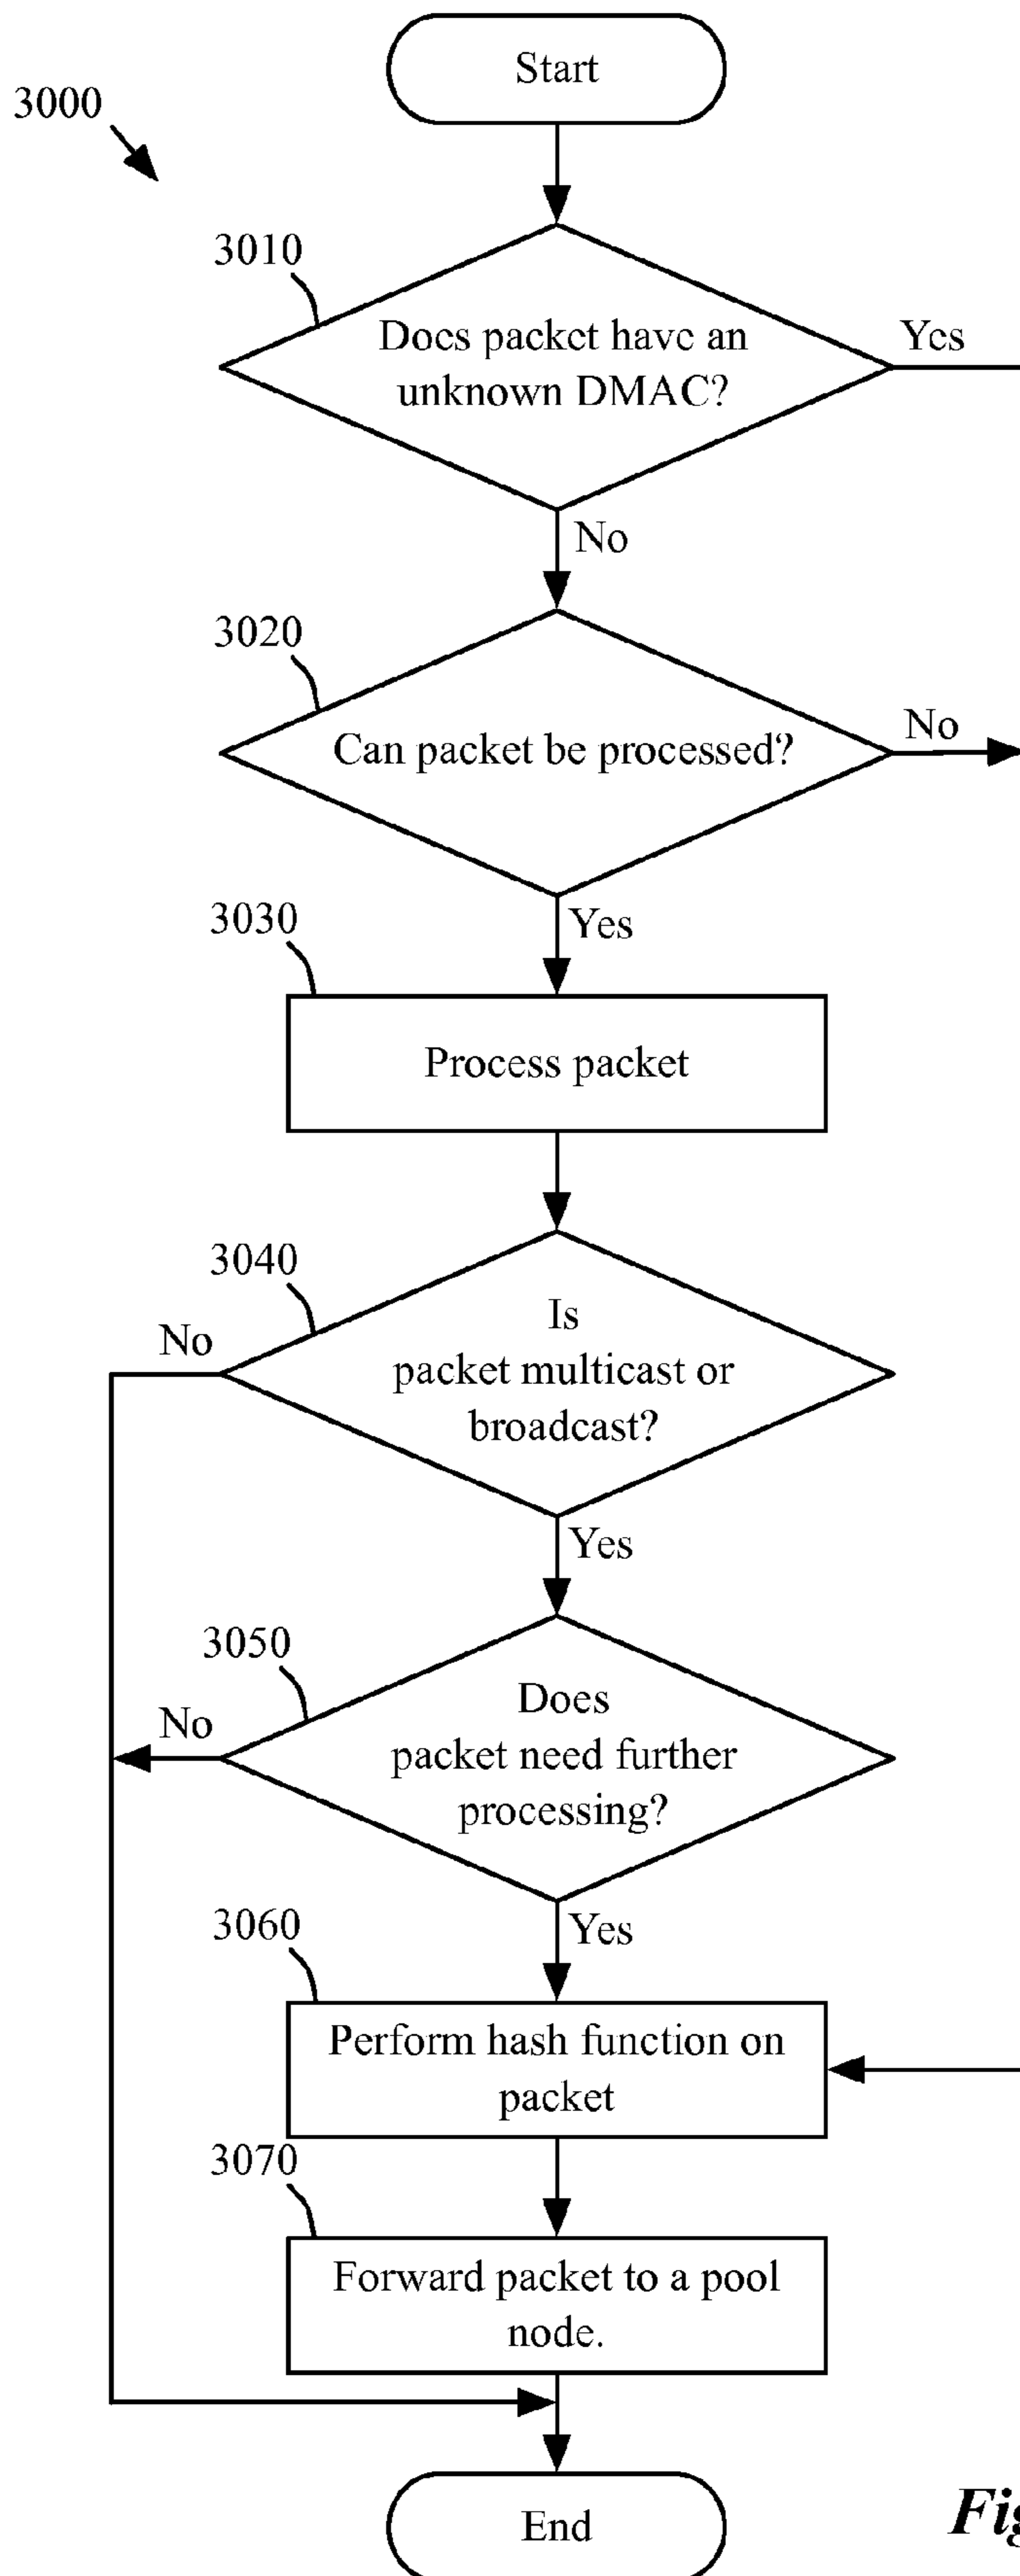 Start
3000
3010
Does packet have an
unknown DMAC?
Yes
No
3020
Can packet be processed?
No
Yes
3030
Process packet
3040
Is
packet multicast or
broadcast?
No
Yes
3050
Does
packet need further
processing?
No
Yes
3060
Perform hash function on
packet
3070
Forward packet to a pool
node.
End